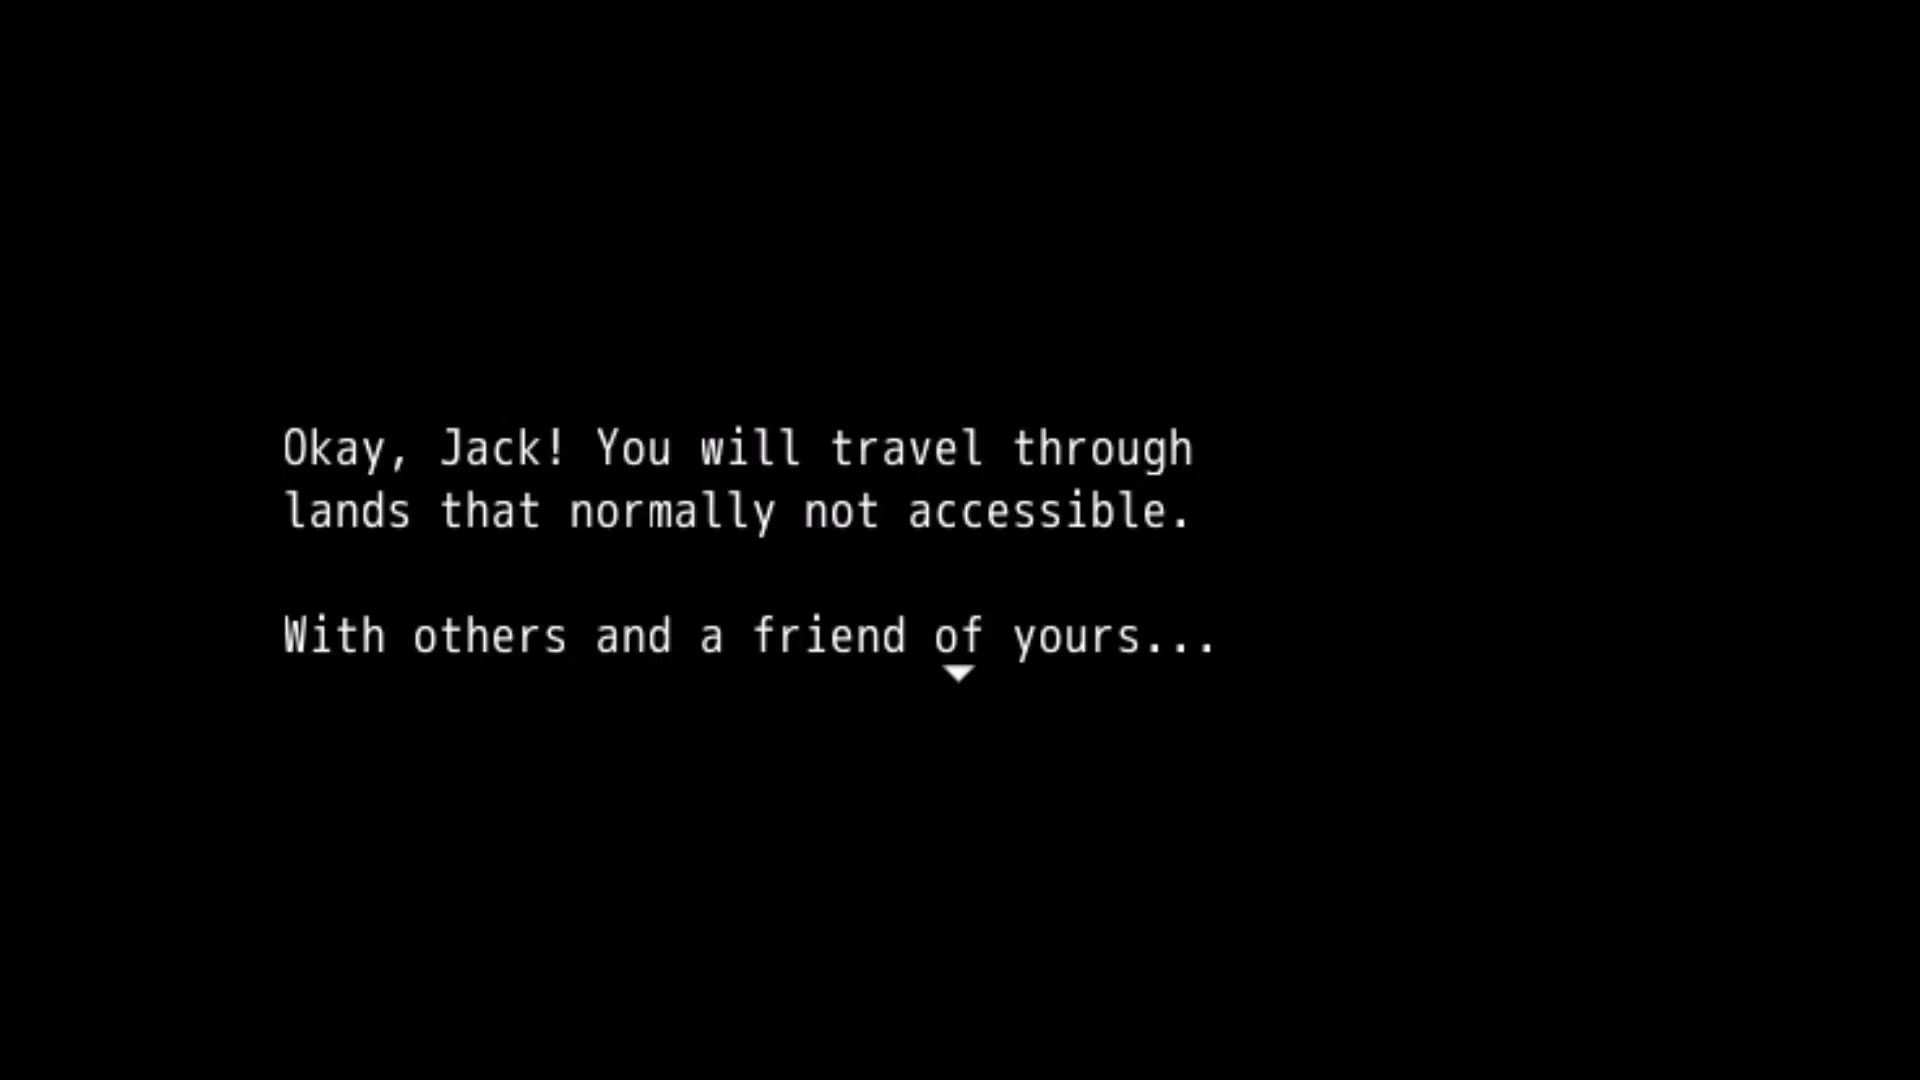 Okay, Jack! You will travel through
lands that normally not accessible.
With others and a friend of yours...